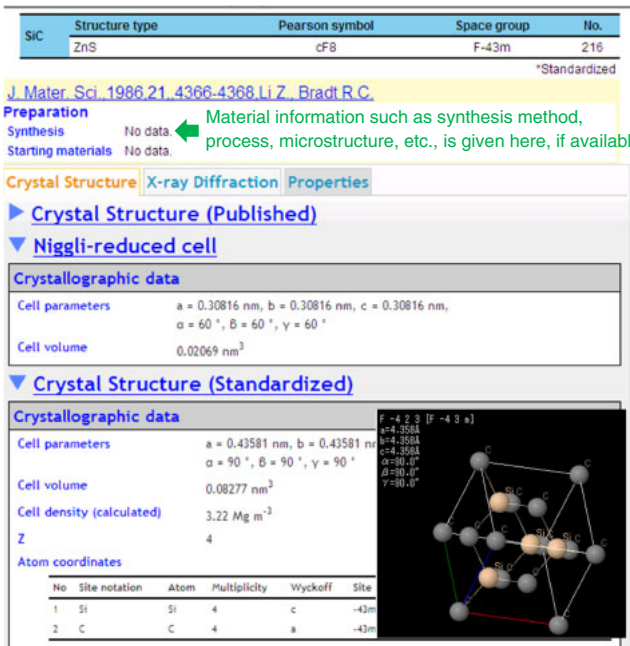 SiC Structure type Pearson symbol Space group No.
ZnS cF8 F-43m 216
*Standardized
J. Mater. Sci.,1986,21,,4366-4368,Li Z., Bradt R.C.
Preparation
Synthesis No data.
Starting materials No data.
Material information such as synthesis method,
process, microstructure, etc., is given here, if availabl
Crystal Structure X-ray Diffraction Properties
Crystal Structure (Published)
Niggli-reduced cell
Crystallographic data
Cell parameters a = 0.30816 nm, b = 0.30816 nm, c = 0.30816 nm,
α = 60 °, β = 60 °, γ = 60 °
Cell volume 0.02069 nm³
Crystal Structure (Standardized)
Crystallographic data
Cell parameters a = 0.43581 nm, b = 0.43581 nr
α = 90 °, β = 90 °, γ = 90 °
Cell volume 0.08277 nm³
Cell density (calculated) 3.22 Mg m⁻³
Z 4
Atom coordinates
No Site notation Atom Multiplicity Wyckoff Site
1 Si Si 4 c -43m
2 C C 4 a -43m
F -4 2 3 [F -4 3 m]
a=4.358Å
b=4.358Å
c=4.358Å
α=90.0°
β=90.0°
γ=90.0°
C
C
Si C
C
C
C
C
Si C
Si C
C
Si C
C
C
C